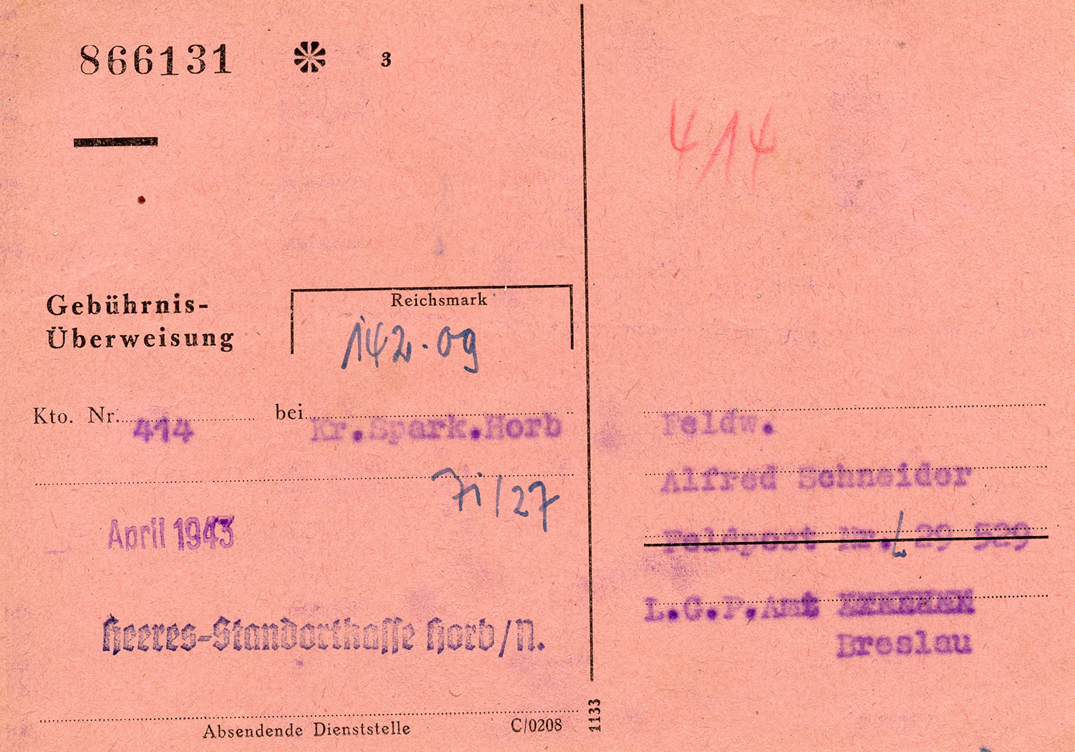 866131 * 3
Gebührnis-
Überweisung
Reichsmark
142.09
Kto. Nr. 414 bei Kr.Spark.Horb
7i/27
April 1943
Heeres-Standortkasse Horb/N.
Absendende Dienststelle C/0208
1133
414
Feldw.
Alfred Schneider
Feldpost Nr.L 29 529
L.G.P.Amt
Breslau